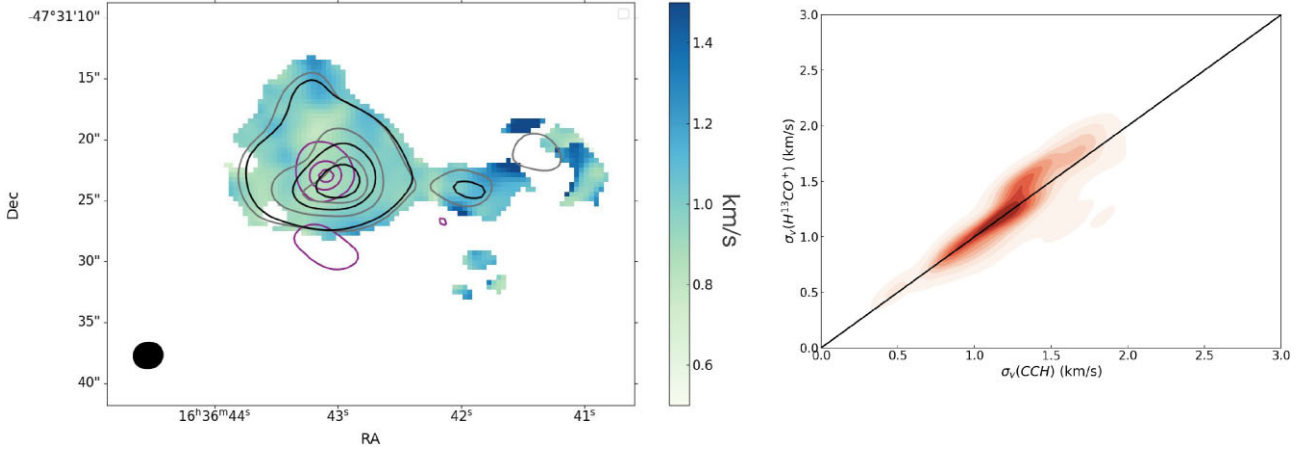 -47°31'10"
15"
20"
25"
30"
35"
40"
Dec
16ʰ36ᵐ44ˢ
43ˢ
42ˢ
41ˢ
RA
1.4
1.2
1.0
0.8
0.6
km/s
3.0
2.5
2.0
1.5
1.0
0.5
0.0
σᵥ(H¹³CO⁺) (km/s)
0.0
0.5
1.0
1.5
2.0
2.5
3.0
σᵥ(CCH) (km/s)